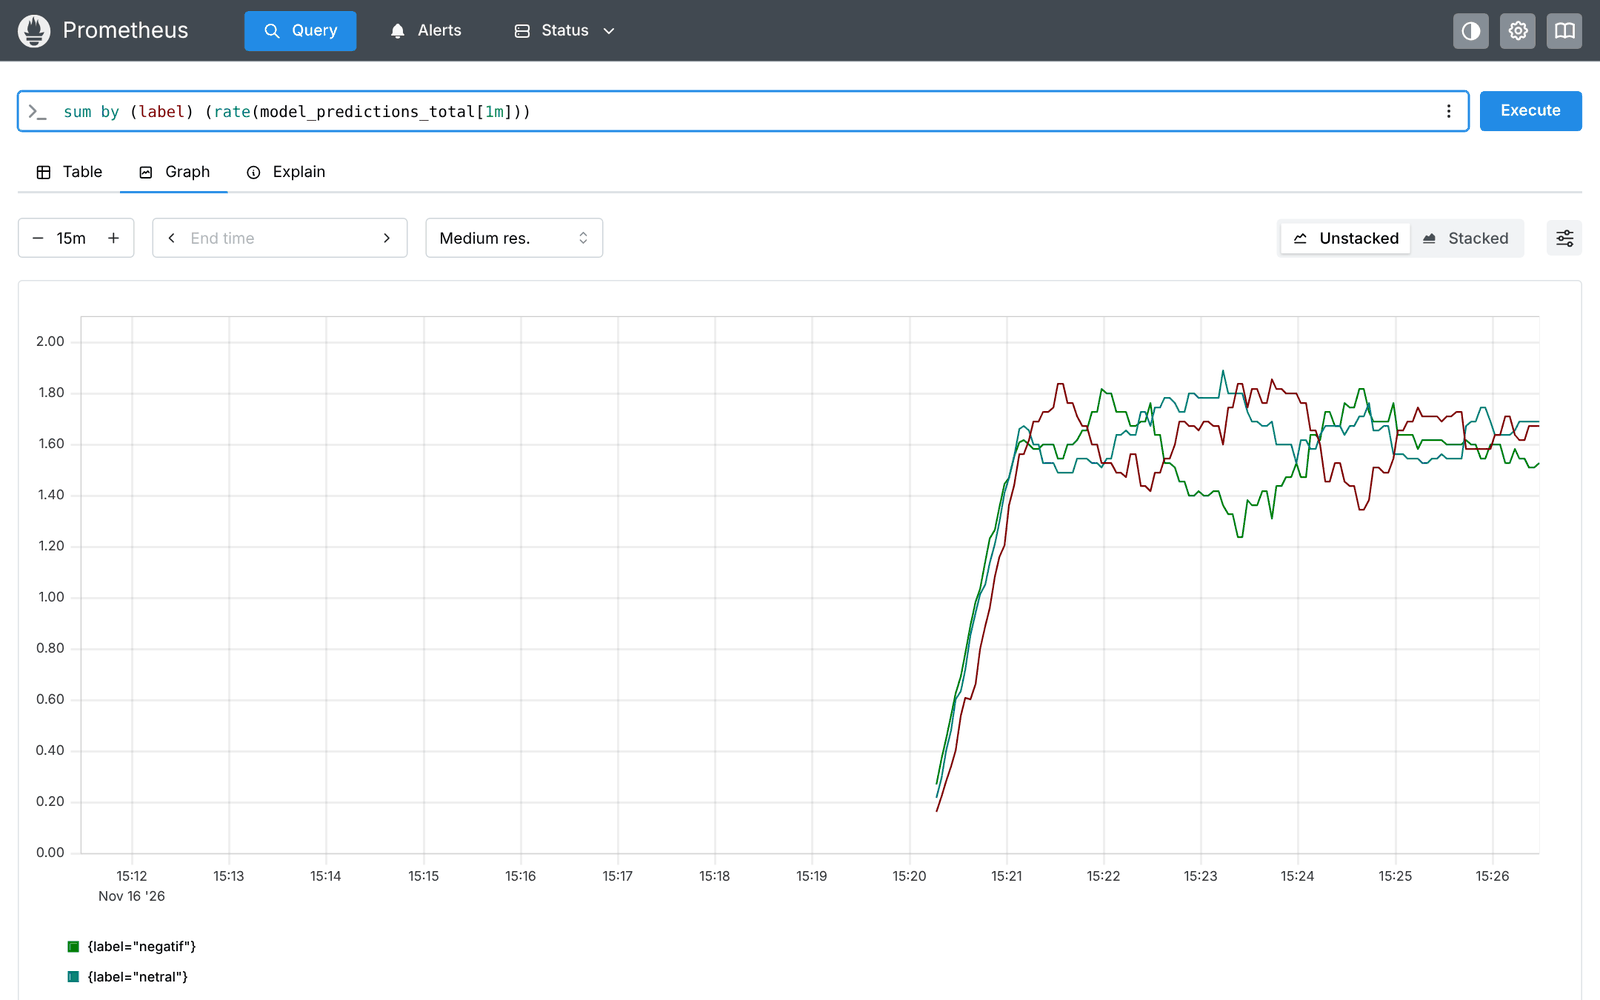 Prometheus Query Alerts Status
sum by (label) (rate(model_predictions_total[1m])) Execute
Table Graph Explain
15m End time Medium res. Unstacked Stacked
2.00
1.80
1.60
1.40
1.20
1.00
0.80
0.60
0.40
0.20
0.00
15:12 15:13 15:14 15:15 15:16 15:17 15:18 15:19 15:20 15:21 15:22 15:23 15:24 15:25 15:26
Nov 16 '26
{label="negatif"}
{label="netral"}